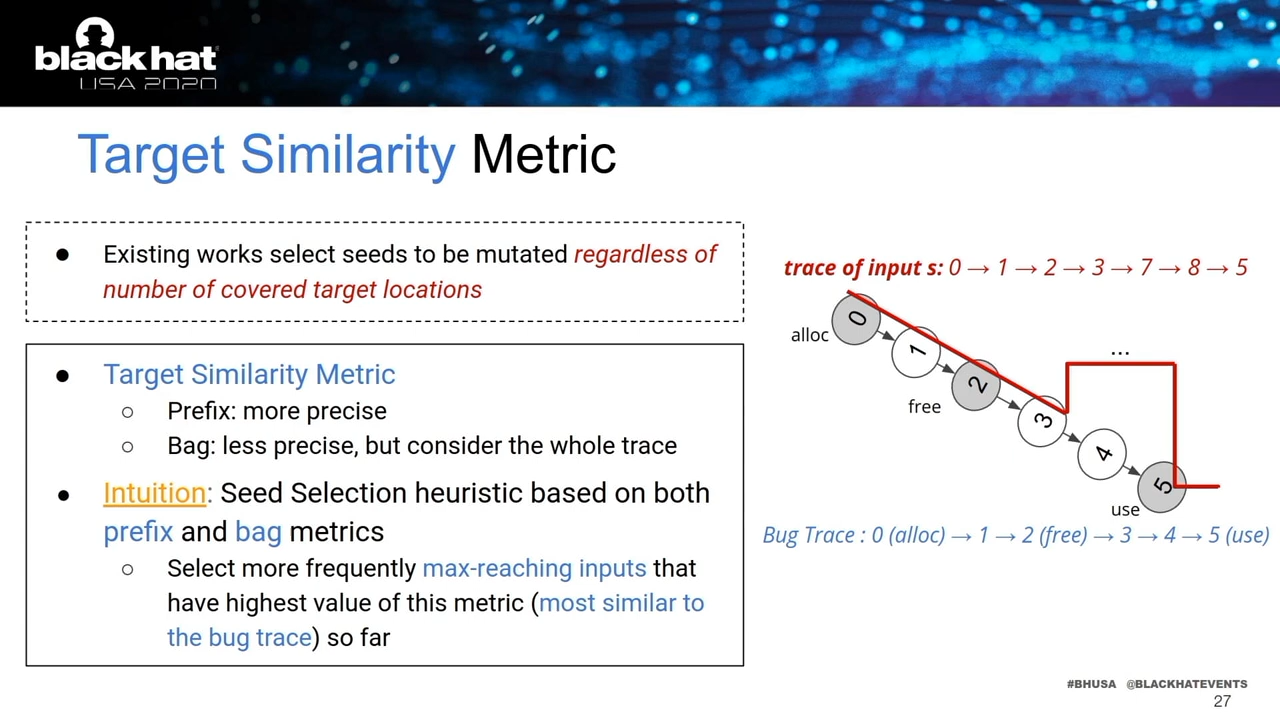 black hat
USA 2020
Target Similarity Metric
● Existing works select seeds to be mutated regardless of
number of covered target locations
● Target Similarity Metric
○ Prefix: more precise
○ Bag: less precise, but consider the whole trace
● Intuition: Seed Selection heuristic based on both
prefix and bag metrics
○ Select more frequently max-reaching inputs that
have highest value of this metric (most similar to
the bug trace) so far
trace of input s: 0 → 1 → 2 → 3 → 7 → 8 → 5
alloc
0
1
2
free
3
...
4
5
use
Bug Trace : 0 (alloc) → 1 → 2 (free) → 3 → 4 → 5 (use)
#BHUSA @BLACKHATEVENTS
27